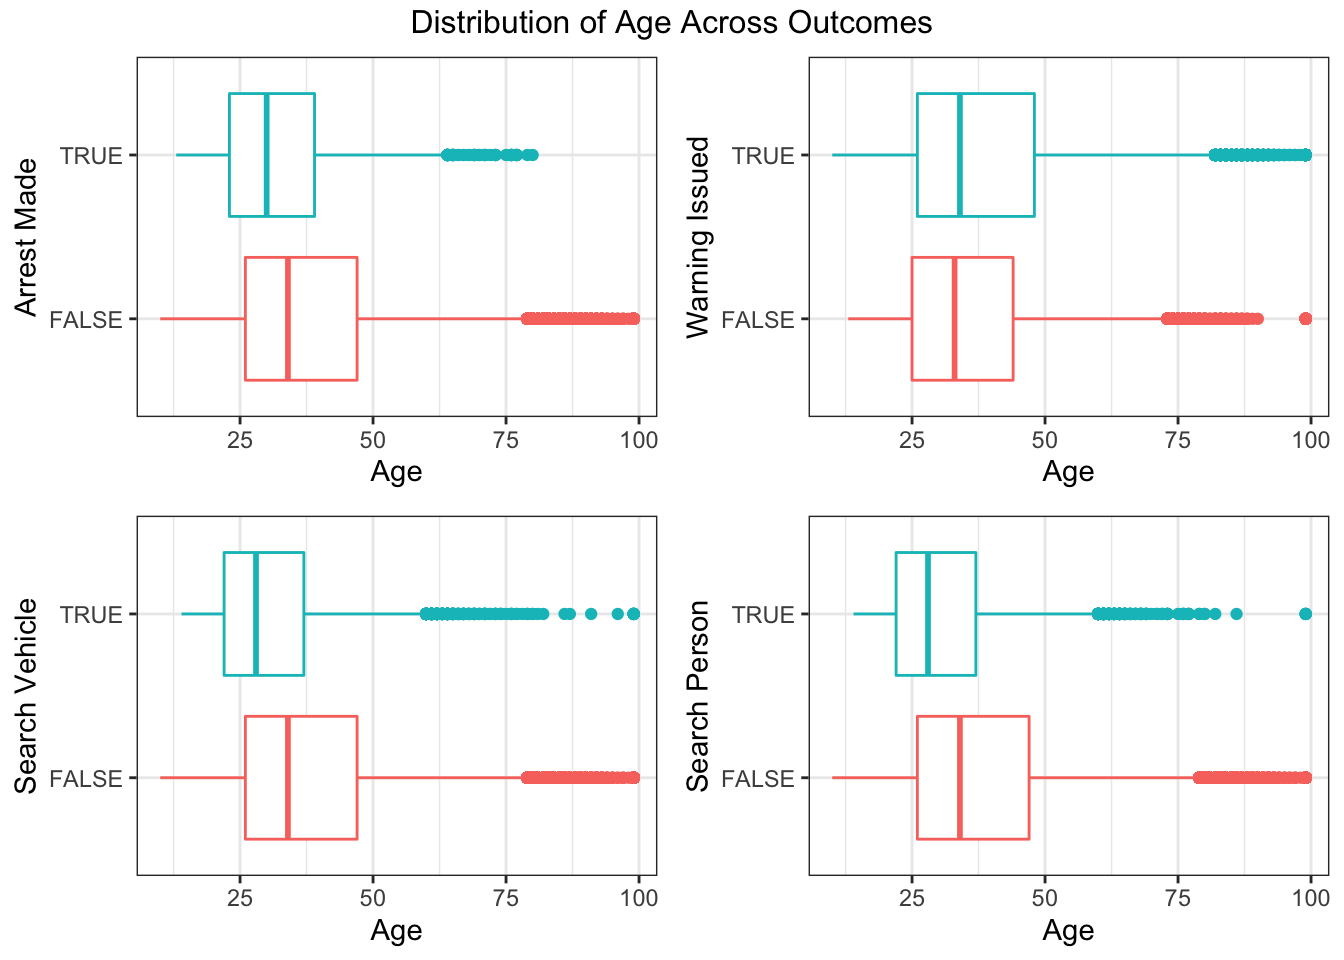 Distribution of Age Across Outcomes
Arrest Made
TRUE
FALSE
25 50 75 100
Age
Warning Issued
TRUE
FALSE
25 50 75 100
Age
Search Vehicle
TRUE
FALSE
25 50 75 100
Age
Search Person
TRUE
FALSE
25 50 75 100
Age